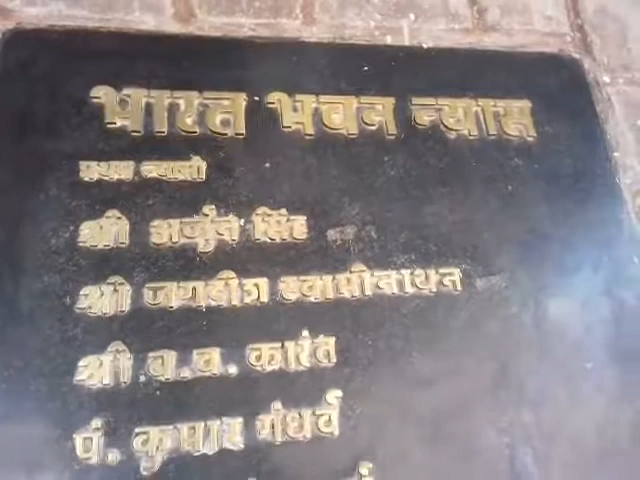 भारत भवन न्यास
प्रथम न्यासी
श्री अर्जुन सिंह
श्री जगदीश स्वामीनाथन
श्री ब.व. कारंत
पं. कुमार गंधर्व